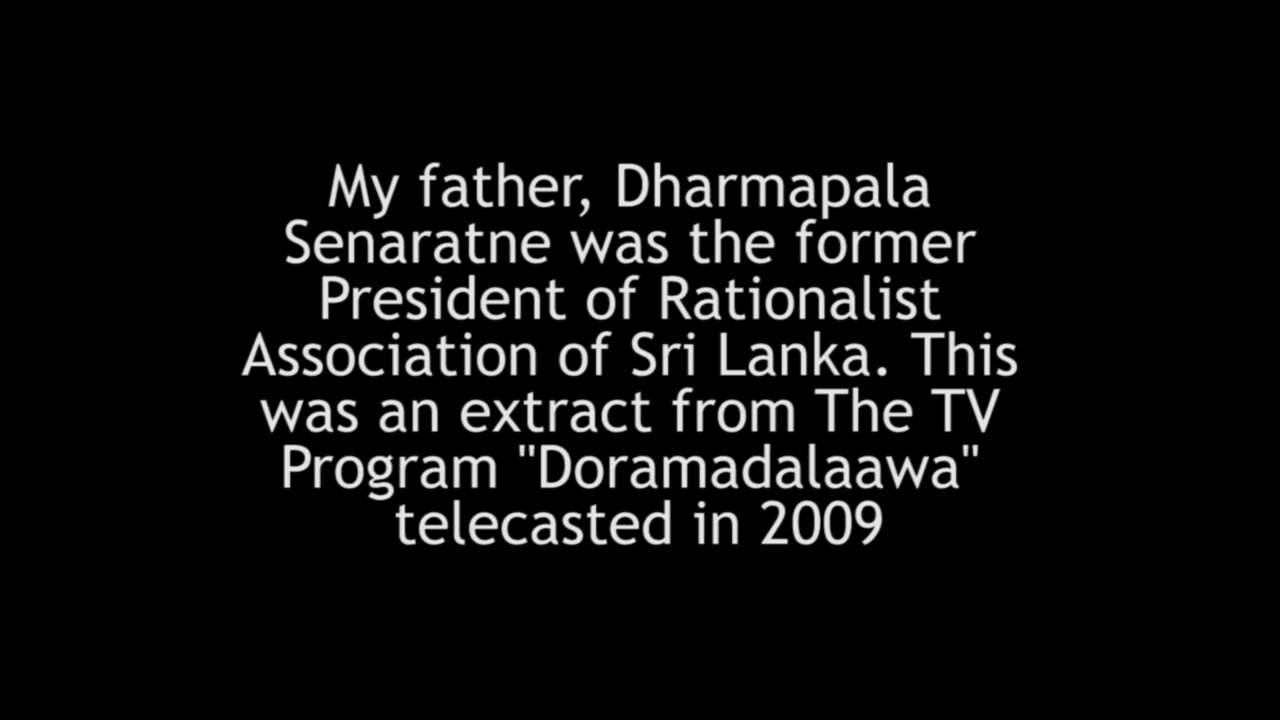 My father, Dharmapala
Senaratne was the former
President of Rationalist
Association of Sri Lanka. This
was an extract from The TV
Program "Doramadalaawa"
telecasted in 2009